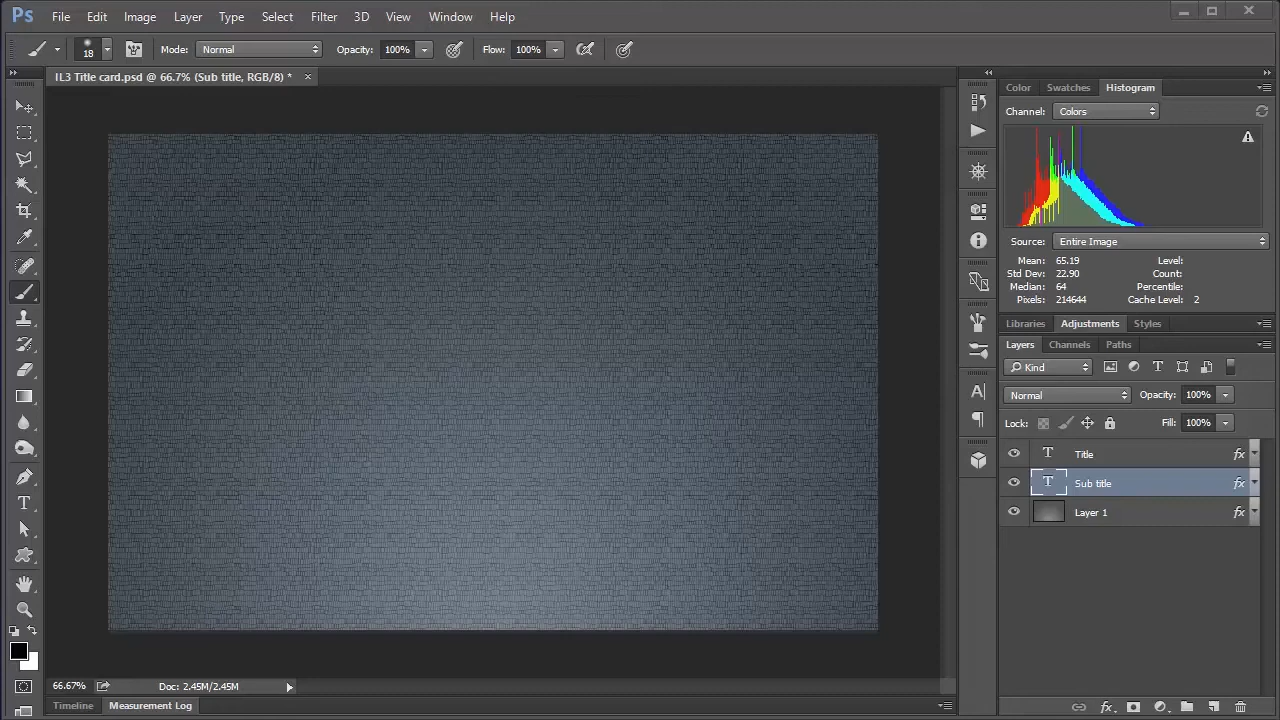 Ps File Edit Image Layer Type Select Filter 3D View Window Help
18 Mode: Normal Opacity: 100% Flow: 100%
IL3 Title card.psd @ 66.7% (Sub title, RGB/8) * ×
Color Swatches Histogram
Channel: Colors
Source: Entire Image
Mean: 65.19 Level:
Std Dev: 22.90 Count:
Median: 64 Percentile:
Pixels: 214644 Cache Level: 2
Libraries Adjustments Styles
Layers Channels Paths
Kind
Normal Opacity: 100%
Lock: Fill: 100%
T Title fx
T Sub title fx
Layer 1 fx
66.67% Doc: 2.45M/2.45M
Timeline Measurement Log